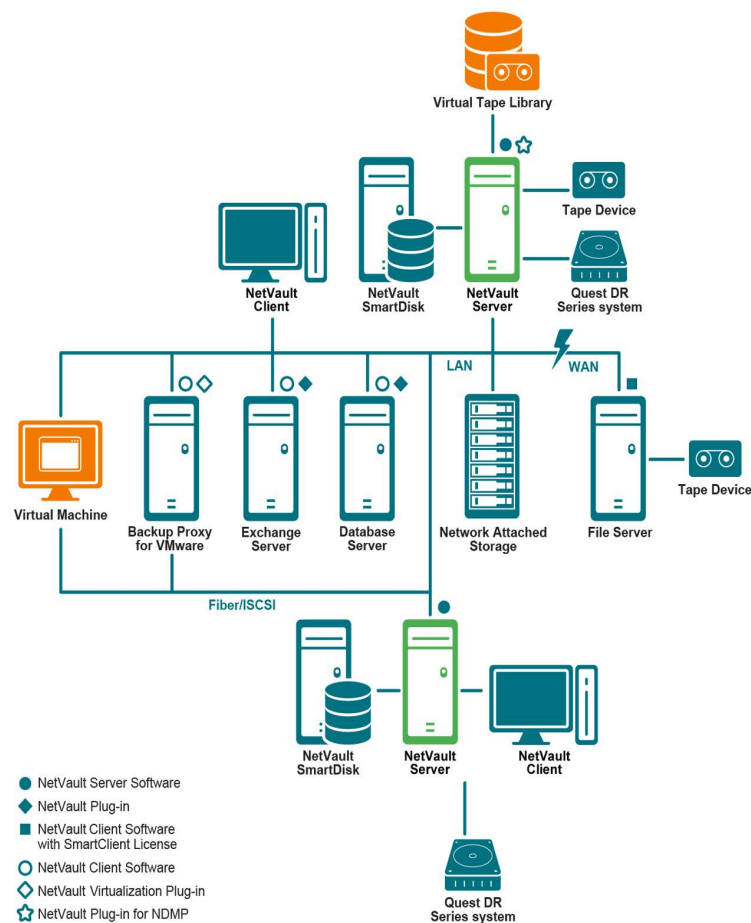 Virtual Tape Library
Tape Device
NetVault
Client
NetVault
SmartDisk
NetVault
Server
Quest DR
Series system
LAN
WAN
Virtual Machine
Backup Proxy
for VMware
Exchange
Server
Database
Server
Network Attached
Storage
File Server
Tape Device
Fiber/ISCSI
NetVault
SmartDisk
NetVault
Server
NetVault
Client
NetVault Server Software
NetVault Plug-in
NetVault Client Software
with SmartClient License
NetVault Client Software
NetVault Virtualization Plug-in
NetVault Plug-in for NDMP
Quest DR
Series system